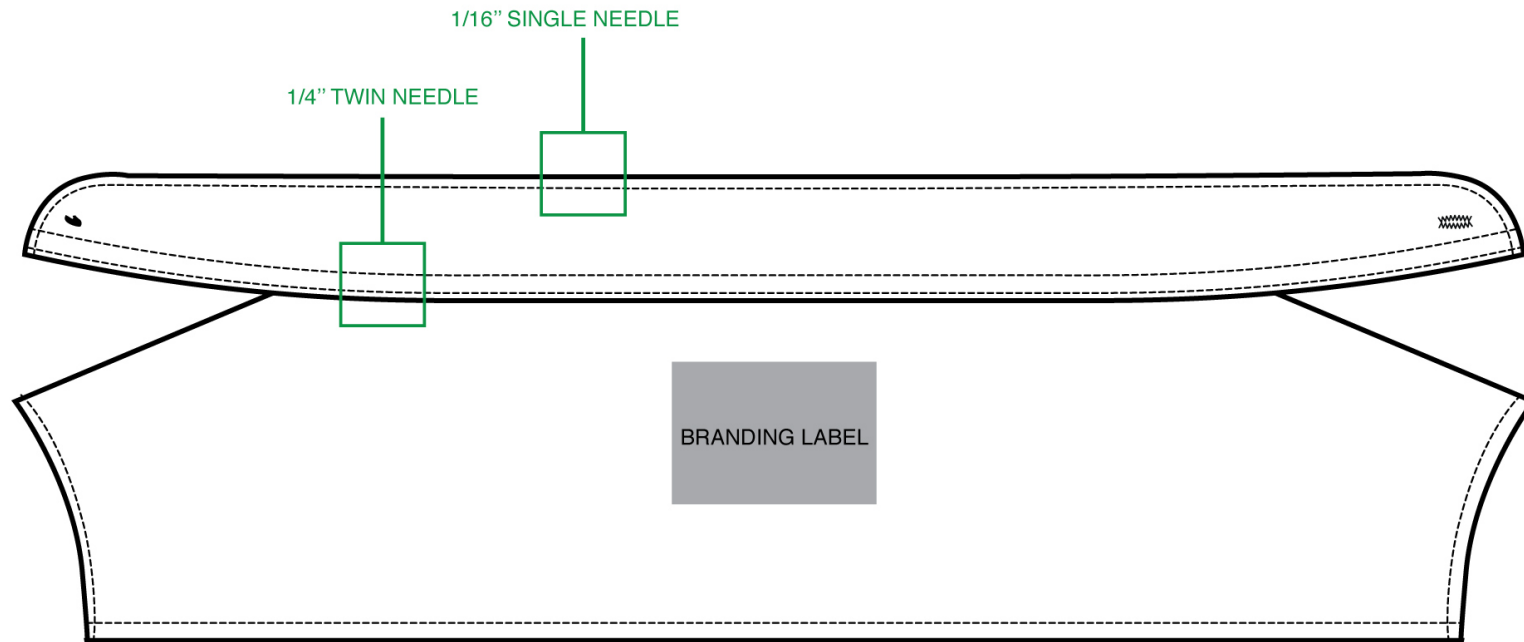 1/16’’ SINGLE NEEDLE
1/4’’ TWIN NEEDLE
BRANDING LABEL